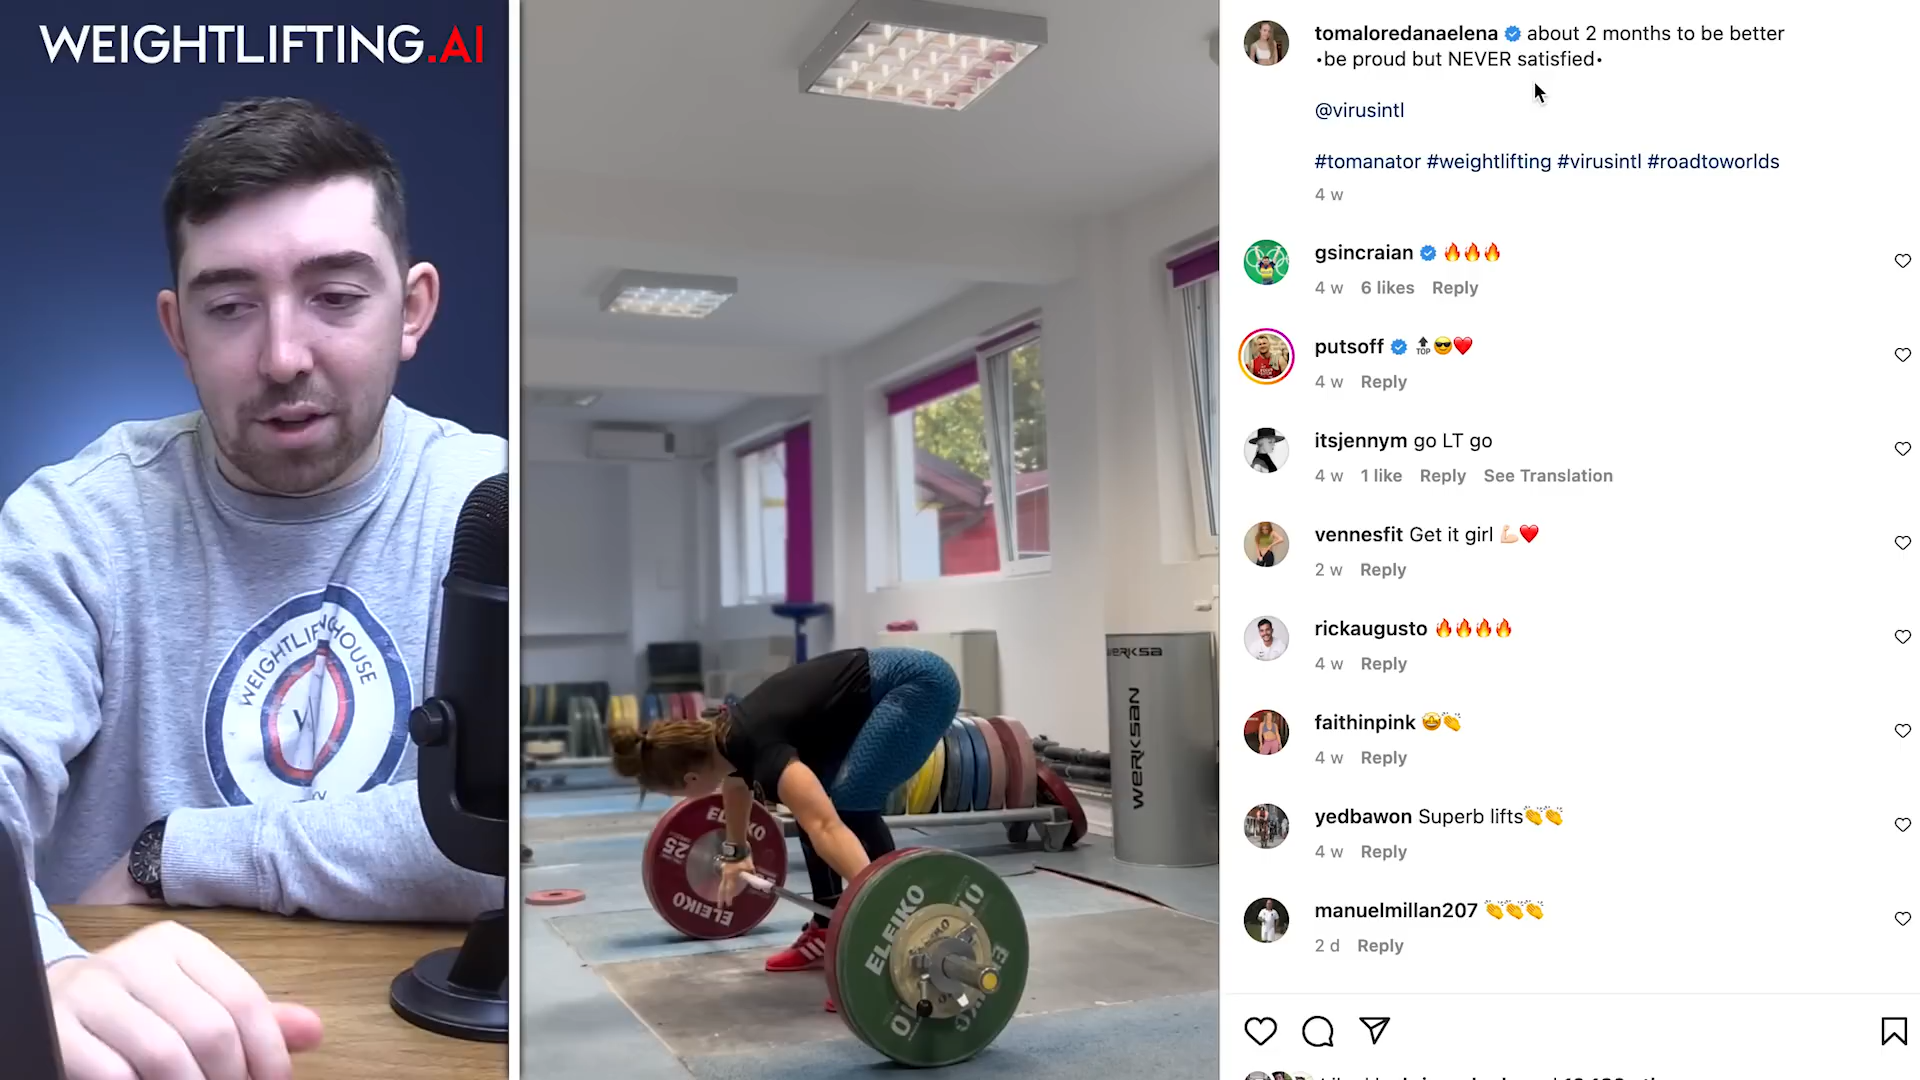 WEIGHTLIFTING.AI
WEIGHTLIFTING HOUSE
WERKSAN
WERKSAN
ELEIKO
25
25
ELEIKO
ELEIKO
10
tomaloredanaelena about 2 months to be better
•be proud but NEVER satisfied•
@virusintl
#tomanator #weightlifting #virusintl #roadtoworlds
4 w
gsincraian 🔥🔥🔥
4 w 6 likes Reply
putsoff 🔝😎❤️
4 w Reply
itsjennym go LT go
4 w 1 like Reply See Translation
vennesfit Get it girl 💪🏻❤️
2 w Reply
rickaugusto 🔥🔥🔥🔥
4 w Reply
faithinpink 🤩👏
4 w Reply
yedbawon Superb lifts👏👏
4 w Reply
manuelmillan207 👏👏👏
2 d Reply